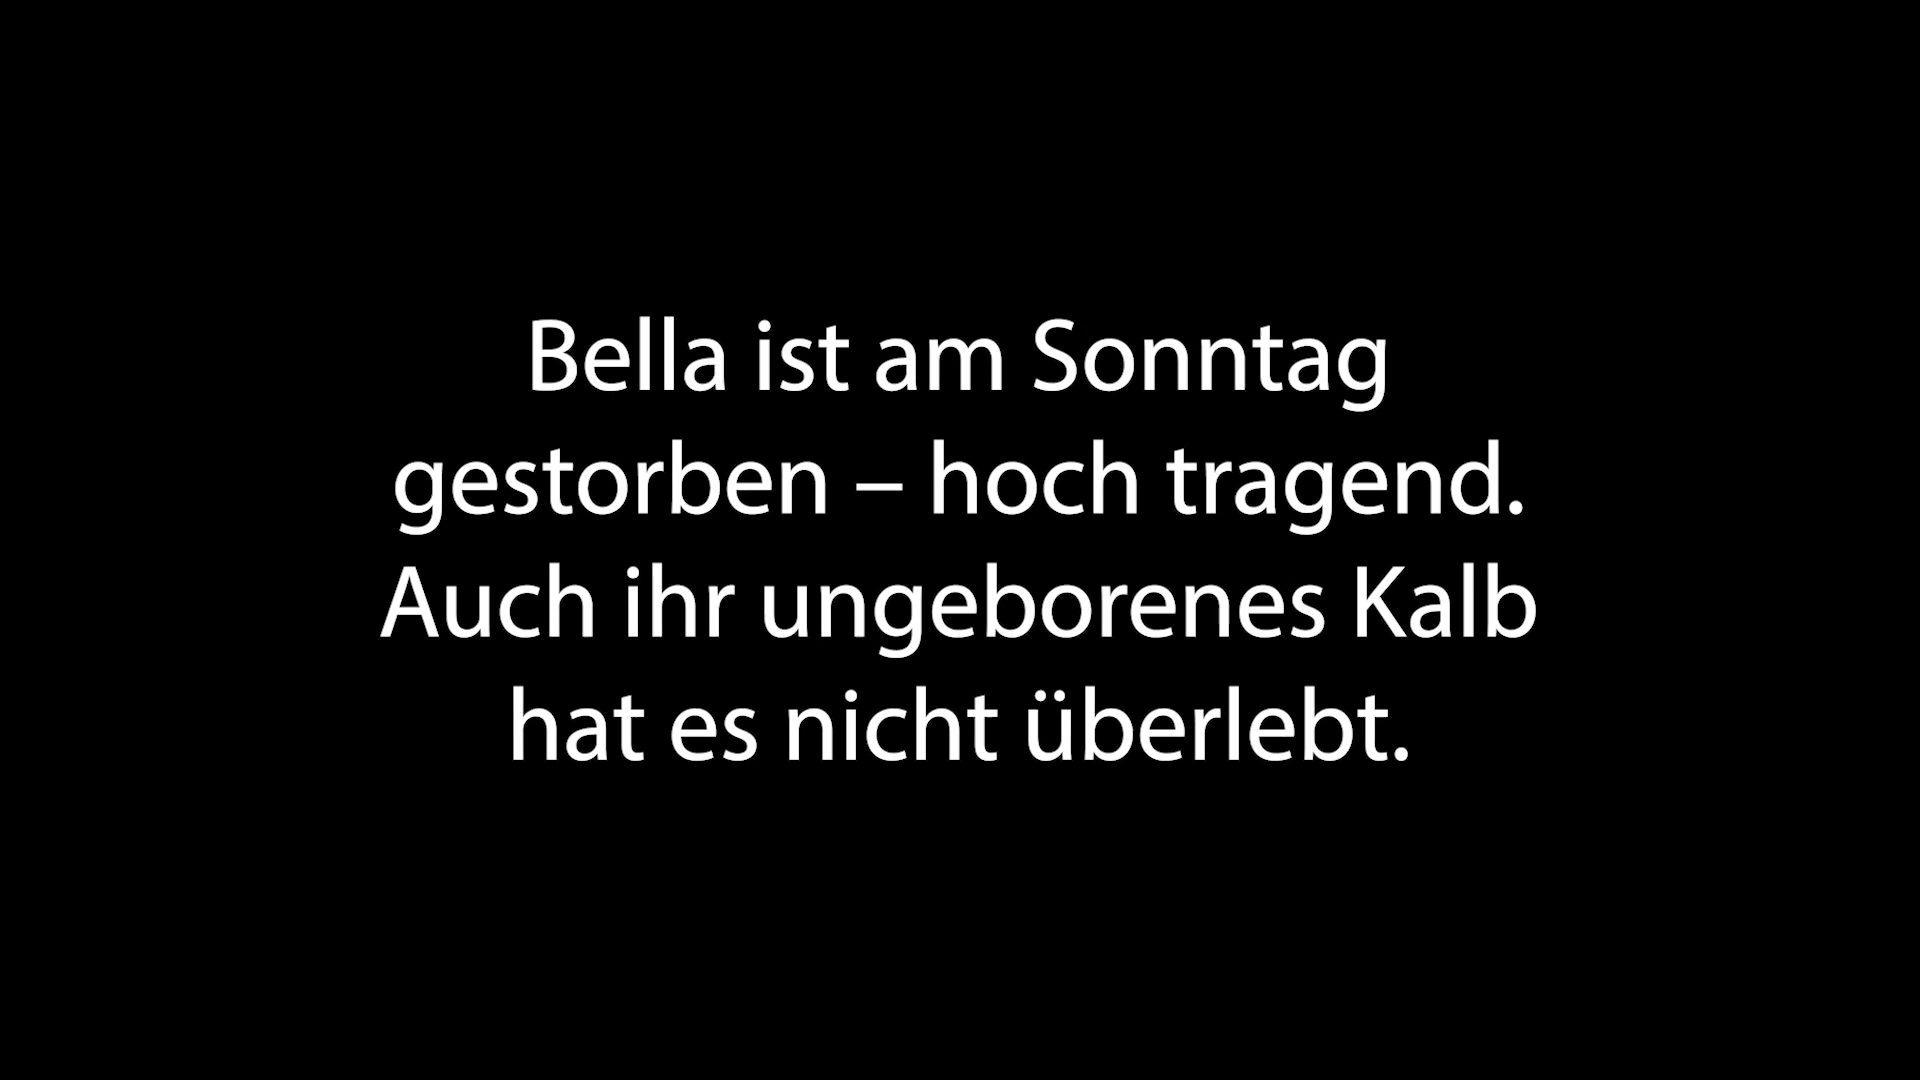 Bella ist am Sonntag
gestorben – hoch tragend.
Auch ihr ungeborenes Kalb
hat es nicht überlebt.